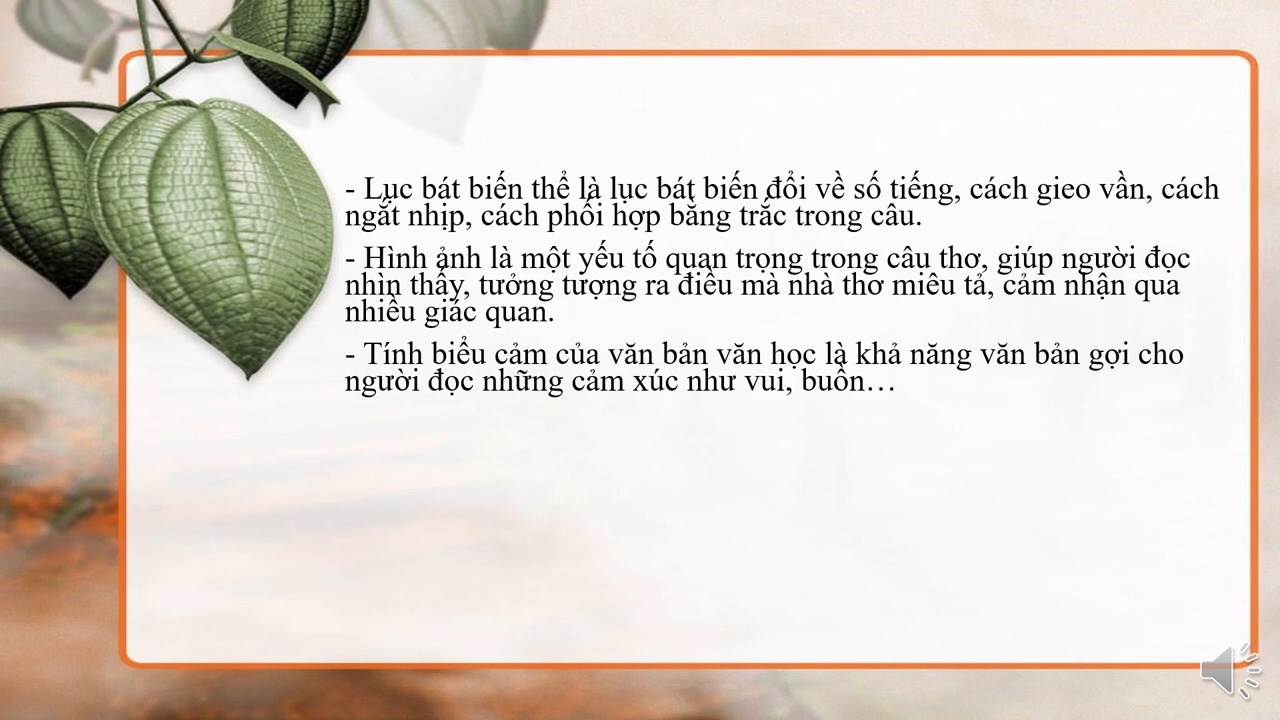 - Lục bát biến thể là lục bát biến đổi về số tiếng, cách gieo vần, cách
ngắt nhịp, cách phối hợp bằng trắc trong câu.
- Hình ảnh là một yếu tố quan trọng trong câu thơ, giúp người đọc
nhìn thấy, tưởng tượng ra điều mà nhà thơ miêu tả, cảm nhận qua
nhiều giác quan.
- Tính biểu cảm của văn bản văn học là khả năng văn bản gợi cho
người đọc những cảm xúc như vui, buồn…